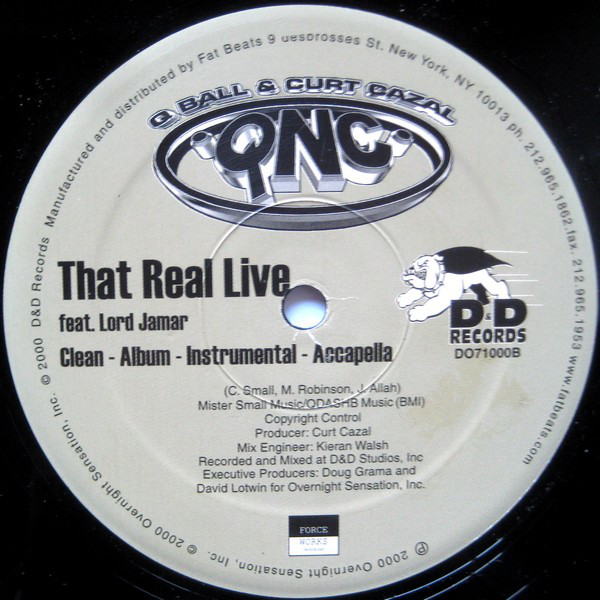 © 2000 D&D Records Manufactured and distributed by Fat Beats 9 Desbrosses St. New York, NY 10013 ph. 212.965.1862.fax. 212.965.1953 www.fatbeats.com
Q BALL & CURT CAZAL
QNC
That Real Live
feat. Lord Jamar
Clean - Album - Instrumental - Accapella
D&D
RECORDS
DO71000B
(C. Small, M. Robinson, J. Allah)
Mister Small Music/QDASHB Music (BMI)
Copyright Control
Producer: Curt Cazal
Mix Engineer: Kieran Walsh
Recorded and Mixed at D&D Studios, Inc
Executive Producers: Doug Grama and
David Lotwin for Overnight Sensation, Inc.
FORCE
WORKS
© 2000 Overnight Sensation, Inc.
℗ 2000 Overnight Sensation, Inc.